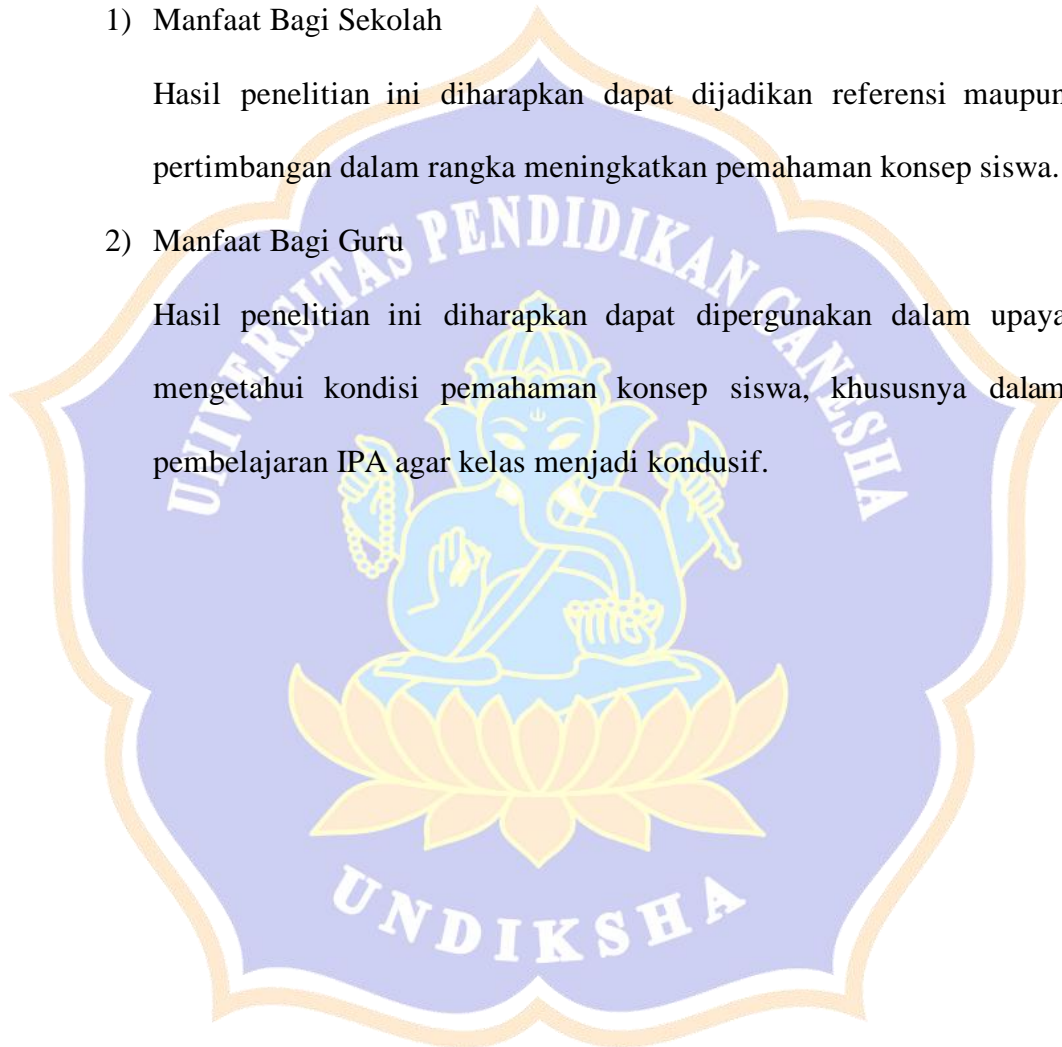 1) Manfaat Bagi Sekolah
Hasil penelitian ini diharapkan dapat dijadikan referensi maupun
pertimbangan dalam rangka meningkatkan pemahaman konsep siswa.
2) Manfaat Bagi Guru
Hasil penelitian ini diharapkan dapat dipergunakan dalam upaya
mengetahui kondisi pemahaman konsep siswa, khususnya dalam
pembelajaran IPA agar kelas menjadi kondusif.
UNIVERSITAS PENDIDIKAN GANESHA
UNDIKSHA